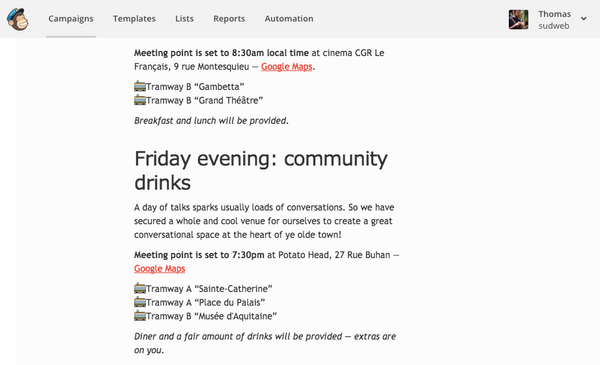 Campaigns Templates Lists Reports Automation
Thomas
sudweb
Meeting point is set to 8:30am local time at cinema CGR Le
Français, 9 rue Montesquieu — Google Maps.
Tramway B “Gambetta”
Tramway B “Grand Théâtre”
Breakfast and lunch will be provided.
Friday evening: community
drinks
A day of talks sparks usually loads of conversations. So we have
secured a whole and cool venue for ourselves to create a great
conversational space at the heart of ye olde town!
Meeting point is set to 7:30pm at Potato Head, 27 Rue Buhan —
Google Maps
Tramway A “Sainte-Catherine”
Tramway A “Place du Palais”
Tramway B “Musée d'Aquitaine”
Diner and a fair amount of drinks will be provided — extras are
on you.